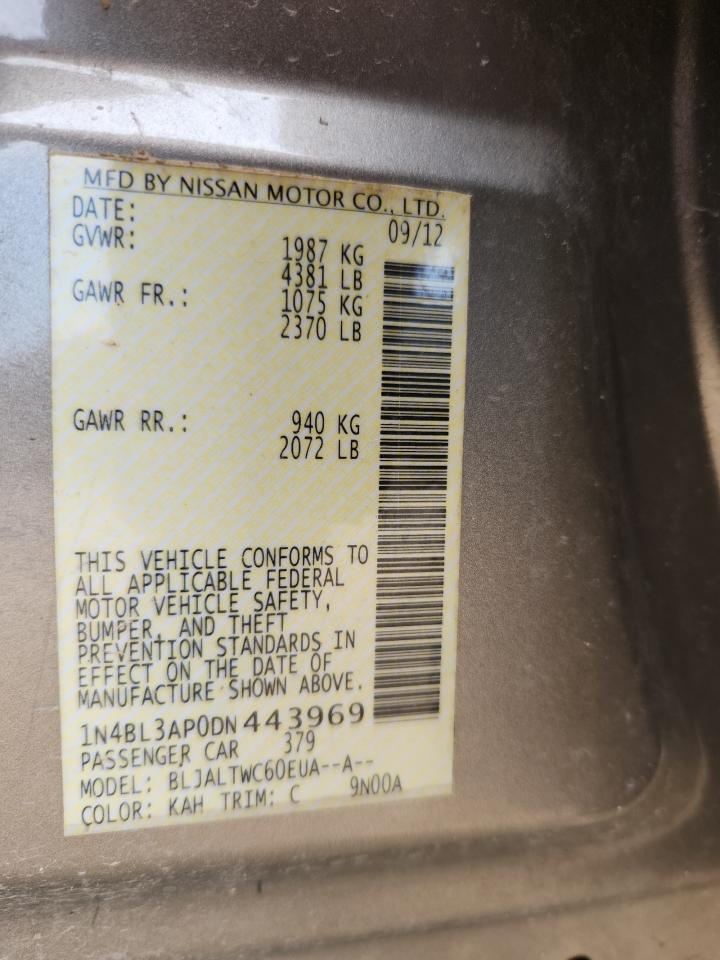 MFD BY NISSAN MOTOR CO., LTD.
DATE: 09/12
GVWR: 1987 KG
4381 LB
GAWR FR.: 1075 KG
2370 LB
GAWR RR.: 940 KG
2072 LB
THIS VEHICLE CONFORMS TO
ALL APPLICABLE FEDERAL
MOTOR VEHICLE SAFETY,
BUMPER, AND THEFT
PREVENTION STANDARDS IN
EFFECT ON THE DATE OF
MANUFACTURE SHOWN ABOVE.
1N4BL3AP0DN443969
PASSENGER CAR 379
MODEL: BLJALTWC60EUA--A--
COLOR: KAH TRIM: C 9N00A